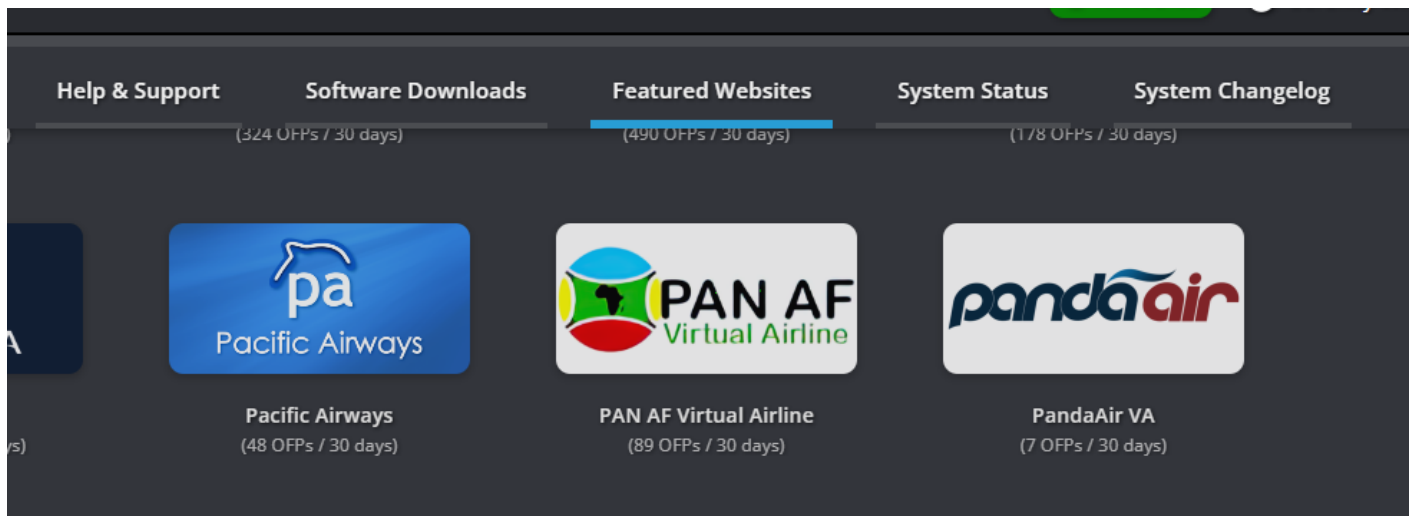 Help & Support Software Downloads Featured Websites System Status System Changelog
(324 OFPs / 30 days) (490 OFPs / 30 days) (178 OFPs / 30 days)
pa
Pacific Airways
PAN AF
Virtual Airline
pandaair
Pacific Airways PAN AF Virtual Airline PandaAir VA
(48 OFPs / 30 days) (89 OFPs / 30 days) (7 OFPs / 30 days)